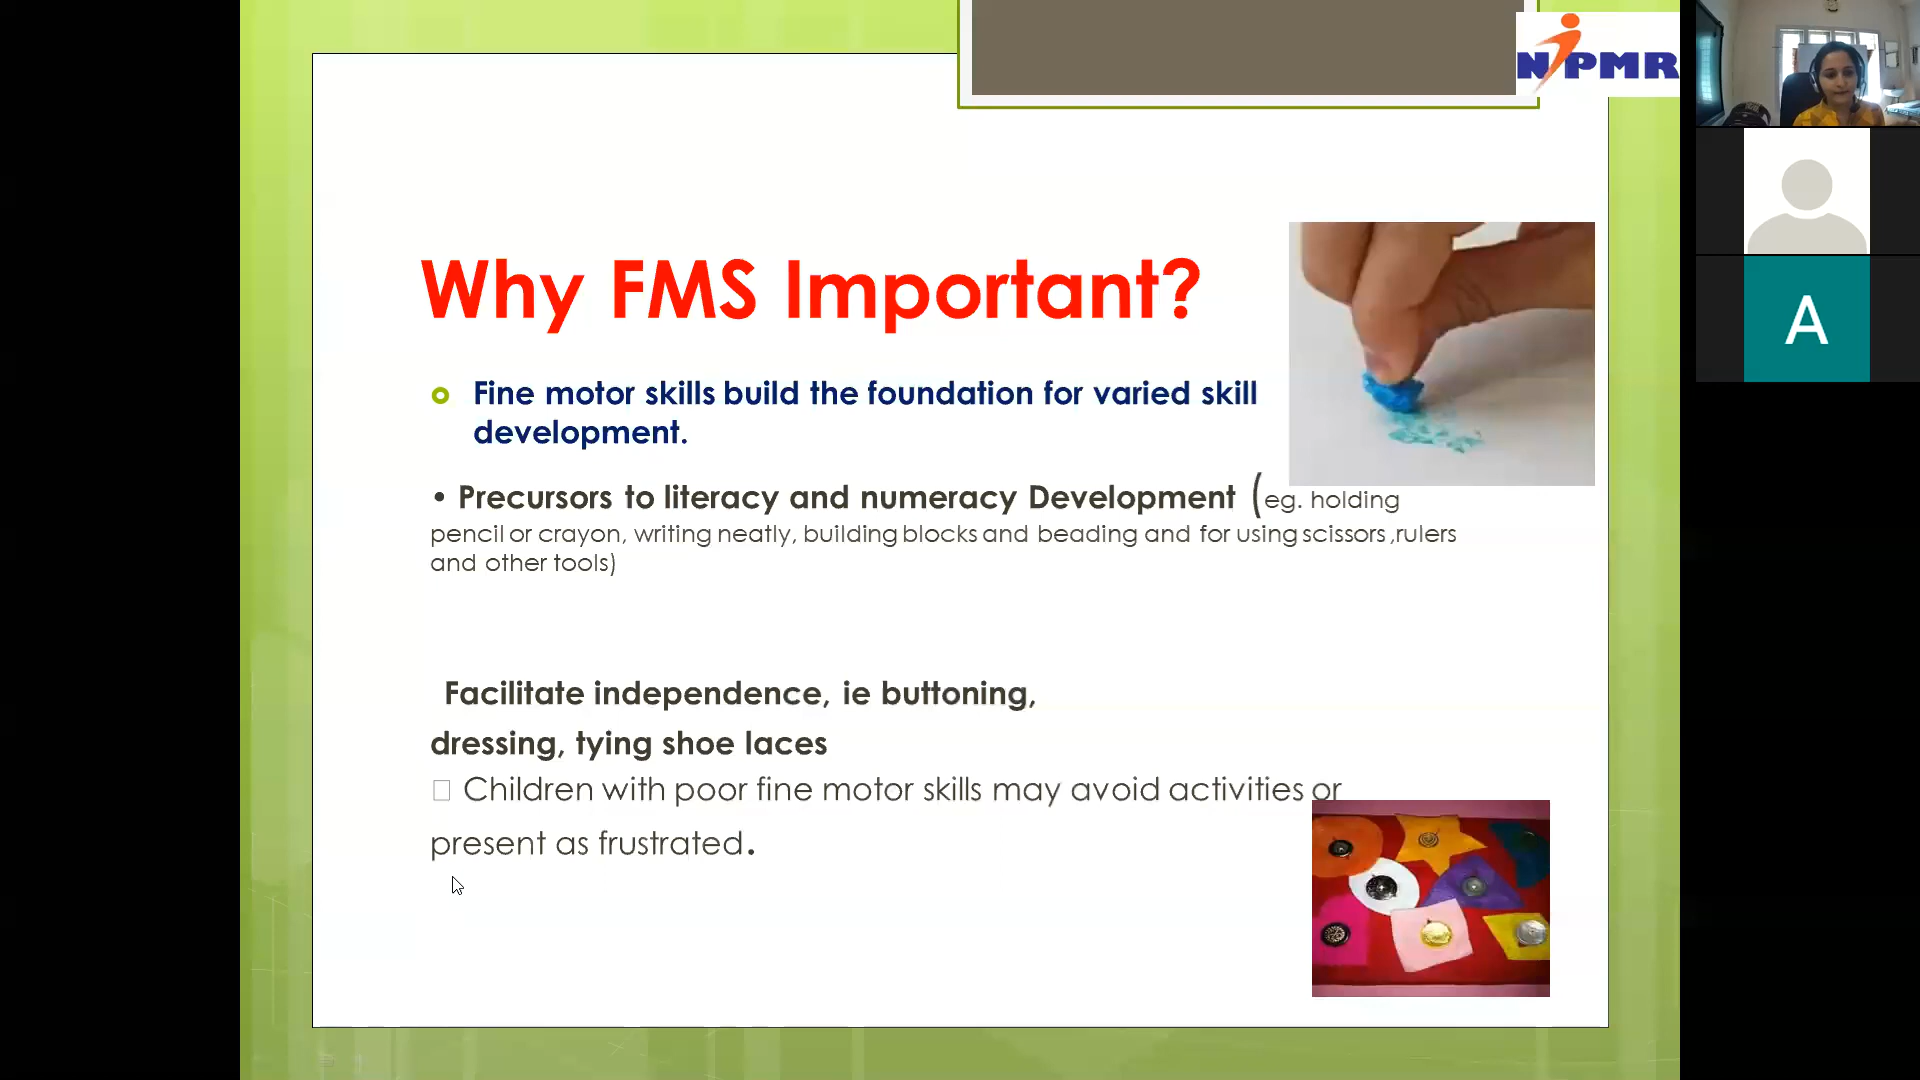 NIPMR
Why FMS Important?
Fine motor skills build the foundation for varied skill
development.
• Precursors to literacy and numeracy Development (eg. holding
pencil or crayon, writing neatly, building blocks and beading and for using scissors ,rulers
and other tools)
Facilitate independence, ie buttoning,
dressing, tying shoe laces
Children with poor fine motor skills may avoid activities or
present as frustrated.
A